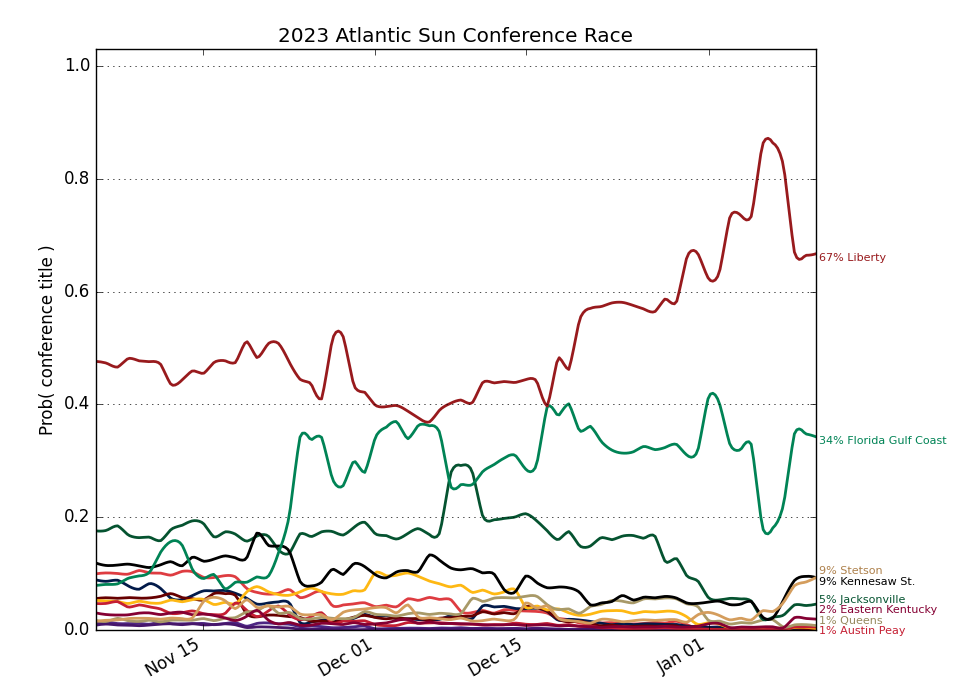 2023 Atlantic Sun Conference Race
Prob( conference title )
1.0
0.8
0.6
0.4
0.2
0.0
Nov 15
Dec 01
Dec 15
Jan 01
67% Liberty
34% Florida Gulf Coast
9% Stetson
9% Kennesaw St.
5% Jacksonville
2% Eastern Kentucky
1% Queens
1% Austin Peay